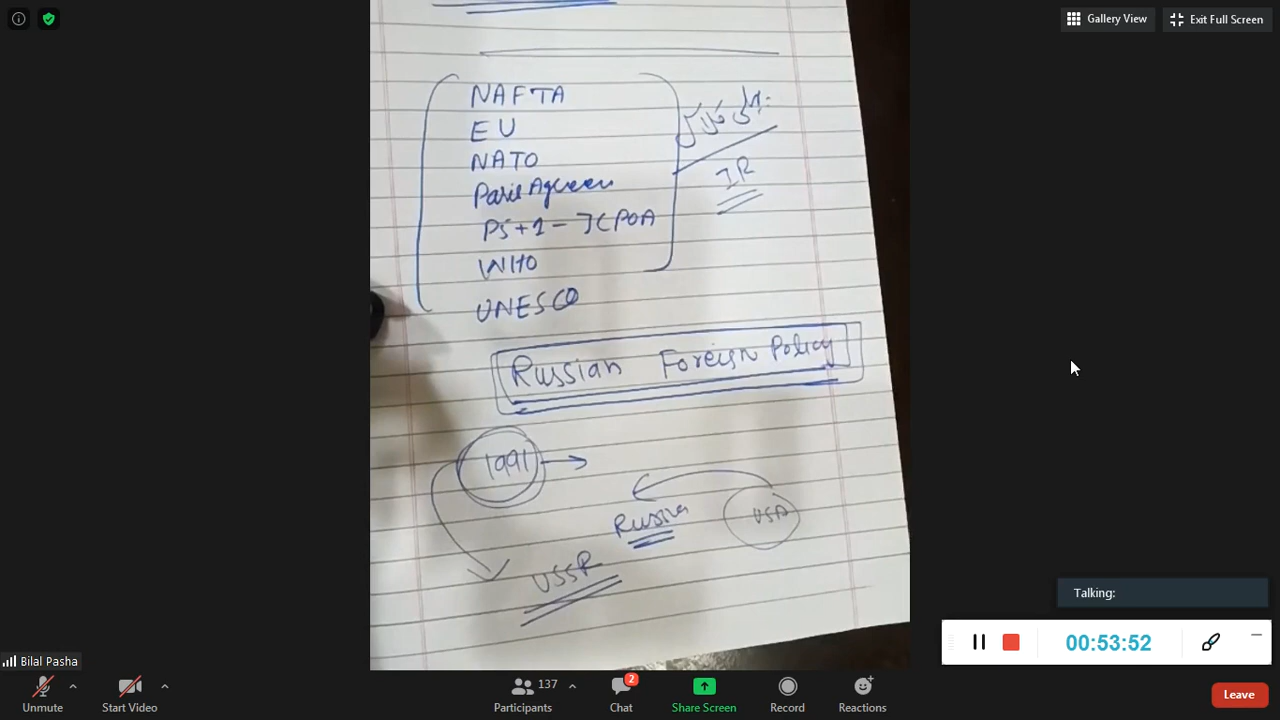 Gallery View
Exit Full Screen
NAFTA
EU
NATO
Paris Agreem
P5+1 - JCPOA
IR
WHO
UNESCO
Russian Foreign Policy
1991
Russia
USA
USSR
Talking:
00:53:52
Bilal Pasha
Unmute
Start Video
137
Participants
2
Chat
Share Screen
Record
Reactions
Leave